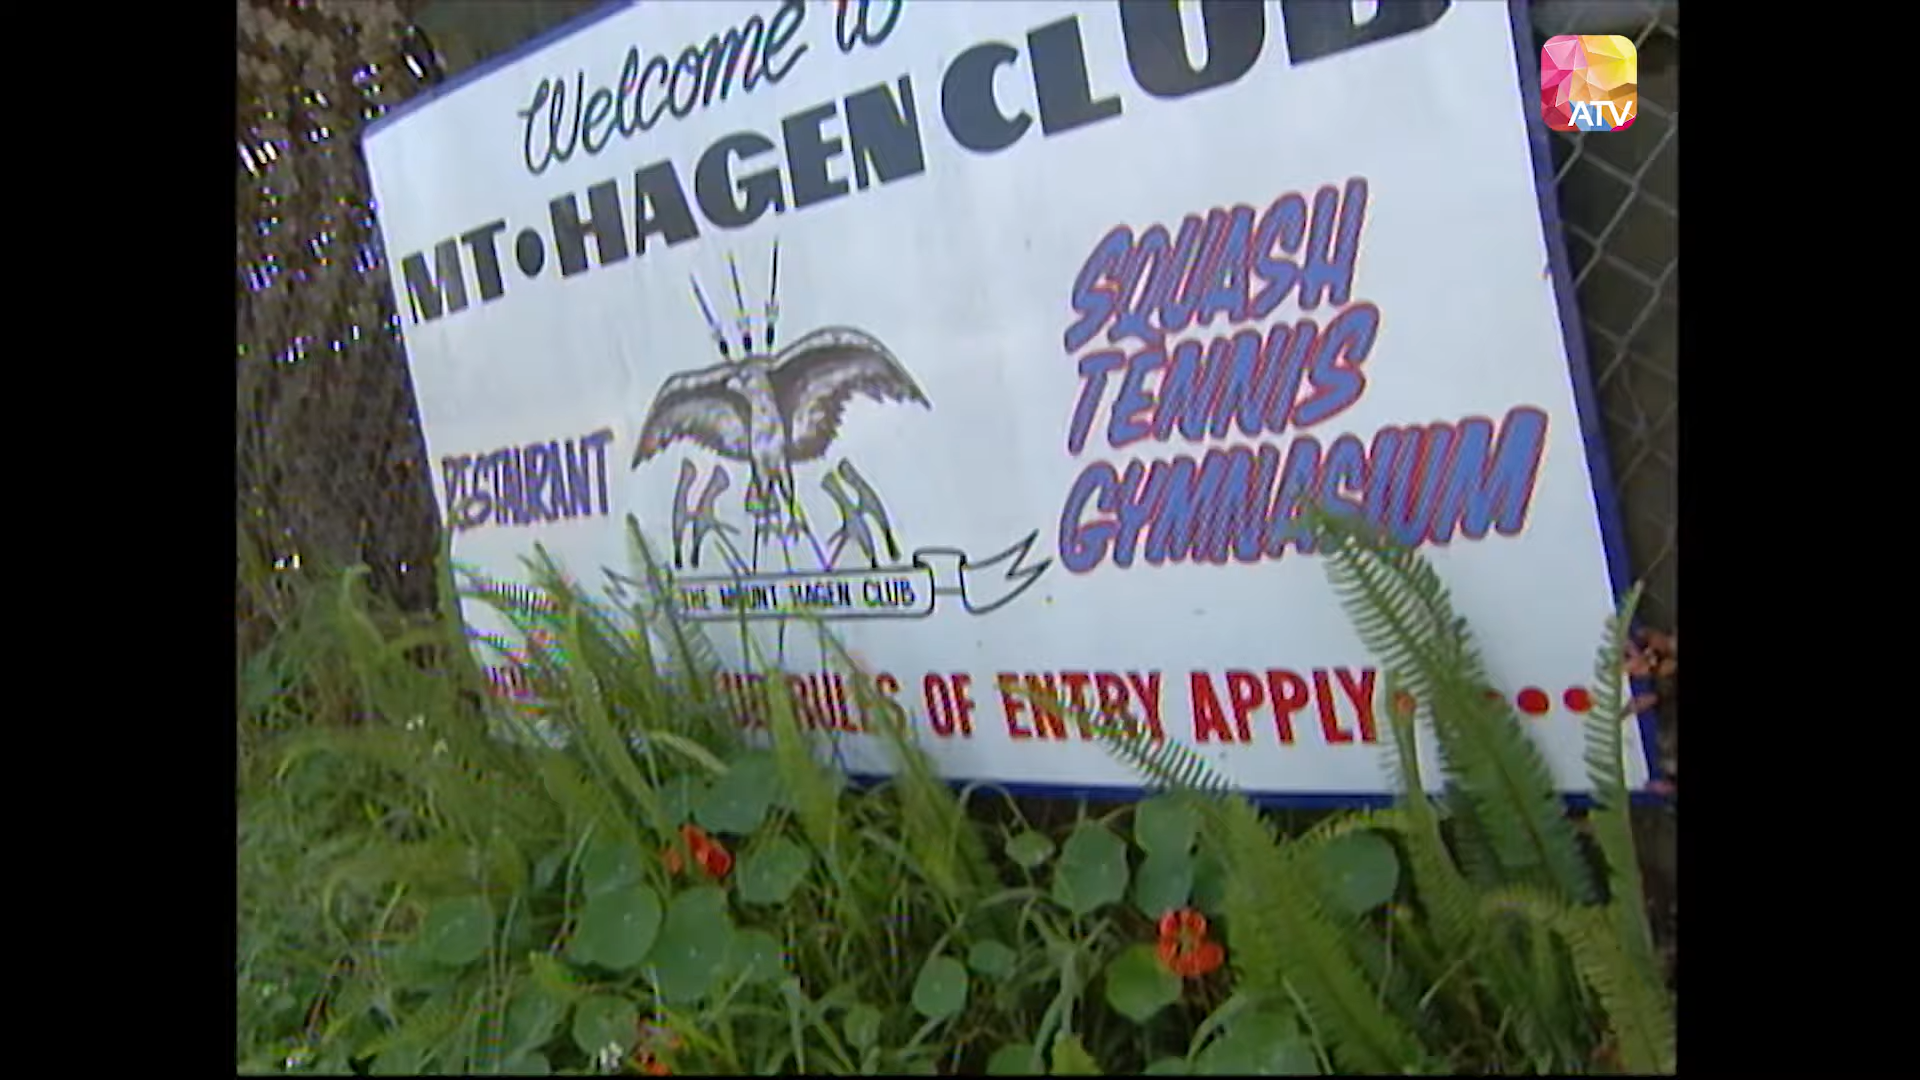 Welcome to
MT. HAGEN CLUB
ATV
SQUASH
TENNIS
GYMNASIUM
RESTAURANT
THE MOUNT HAGEN CLUB
RULES OF ENTRY APPLY.....